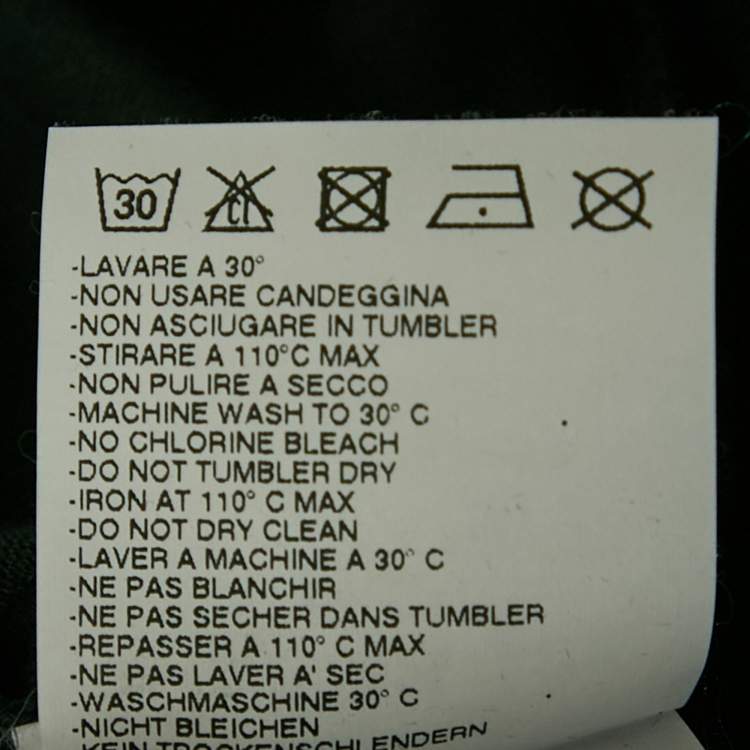 30 CL
-LAVARE A 30°
-NON USARE CANDEGGINA
-NON ASCIUGARE IN TUMBLER
-STIRARE A 110°C MAX
-NON PULIRE A SECCO
-MACHINE WASH TO 30° C
-NO CHLORINE BLEACH
-DO NOT TUMBLER DRY
-IRON AT 110° C MAX
-DO NOT DRY CLEAN
-LAVER A MACHINE A 30° C
-NE PAS BLANCHIR
-NE PAS SECHER DANS TUMBLER
-REPASSER A 110° C MAX
-NE PAS LAVER A' SEC
-WASCHMASCHINE 30° C
-NICHT BLEICHEN
-KEIN TROCKENSCHLENDERN